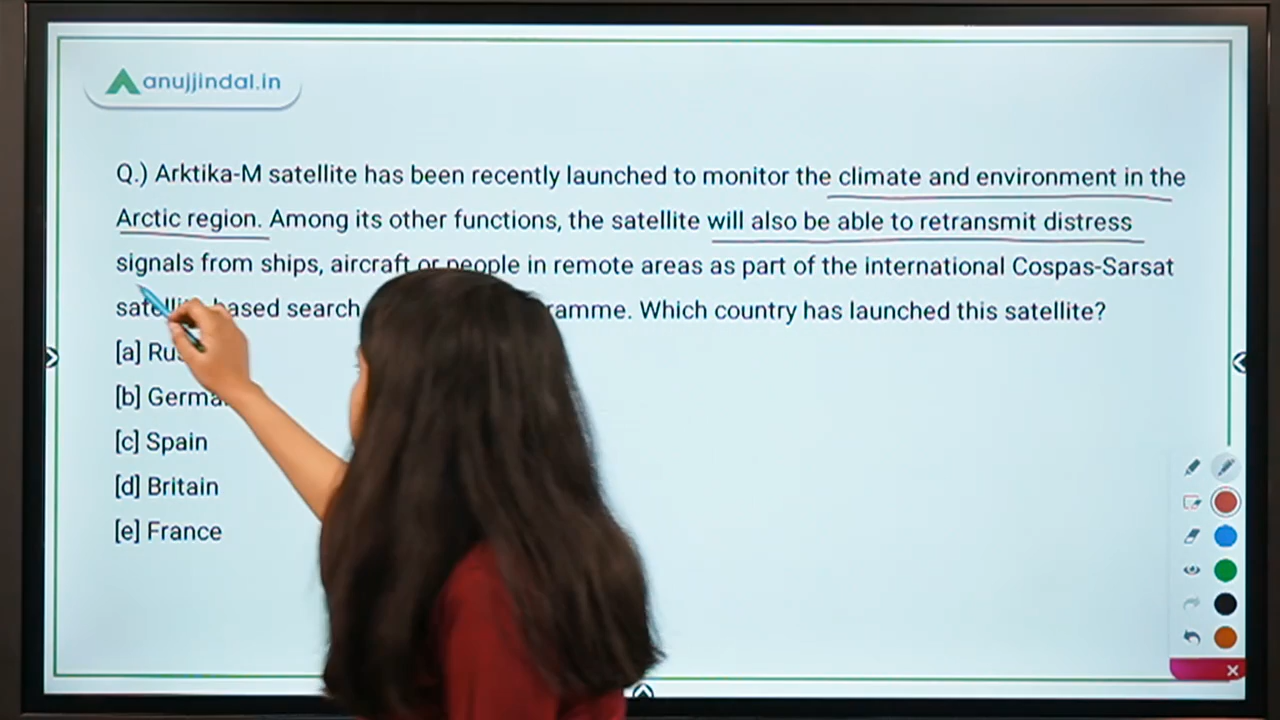 anujjindal.in
Q.) Arktika-M satellite has been recently launched to monitor the climate and environment in the
Arctic region. Among its other functions, the satellite will also be able to retransmit distress
signals from ships, aircraft or people in remote areas as part of the international Cospas-Sarsat
based search Which country has launched this satellite?
[a]
[b]
[c] Spain
[d] Britain
[e] France